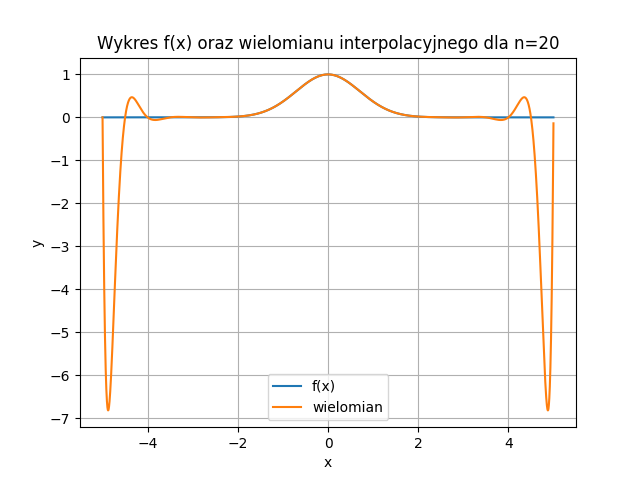 Wykres f(x) oraz wielomianu interpolacyjnego dla n=20
1
0
−1
−2
−3
−4
−5
−6
−7
y
f(x)
wielomian
−4 −2 0 2 4
x